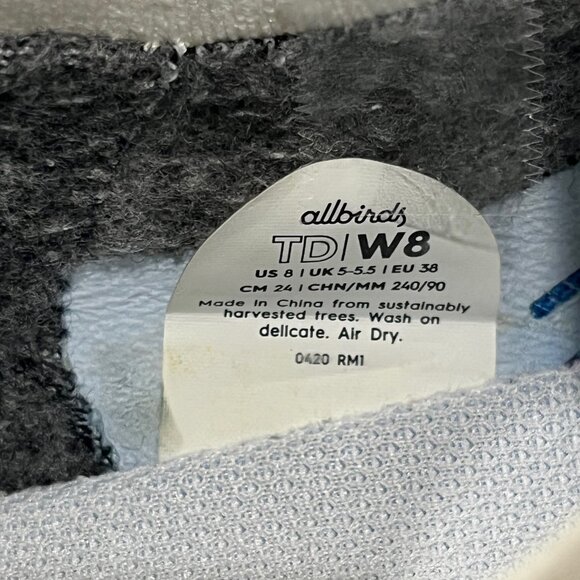 allbirds
TD|W8
US 8 | UK 5-5.5 | EU 38
CM 24 | CHN/MM 240/90
Made in China from sustainably
harvested trees. Wash on
delicate. Air Dry.
0420 RM1